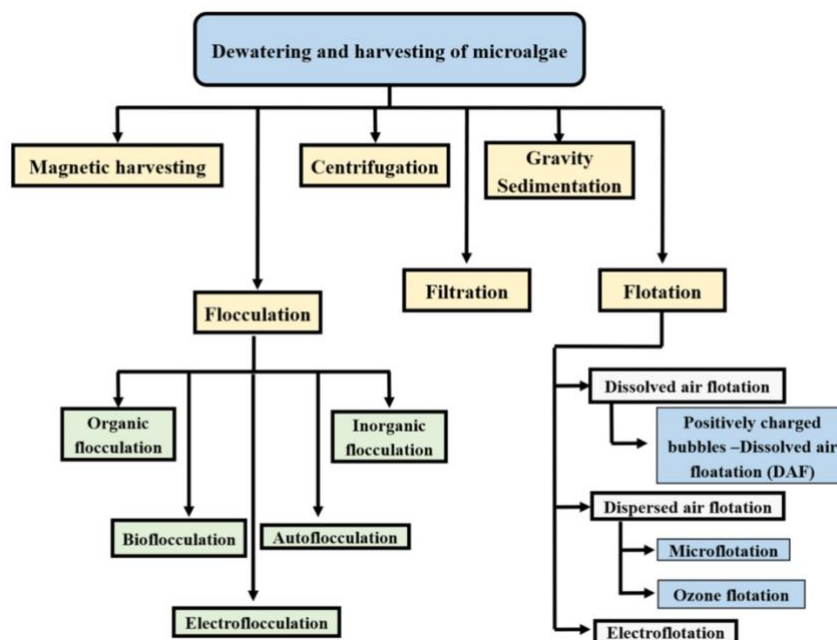 Dewatering and harvesting of microalgae
Magnetic harvesting
Centrifugation
Gravity
Sedimentation
Flocculation
Filtration
Flotation
Organic
flocculation
Inorganic
flocculation
Bioflocculation
Autoflocculation
Electroflocculation
Dissolved air flotation
Positively charged
bubbles –Dissolved air
floatation (DAF)
Dispersed air flotation
Microflotation
Ozone flotation
Electroflotation